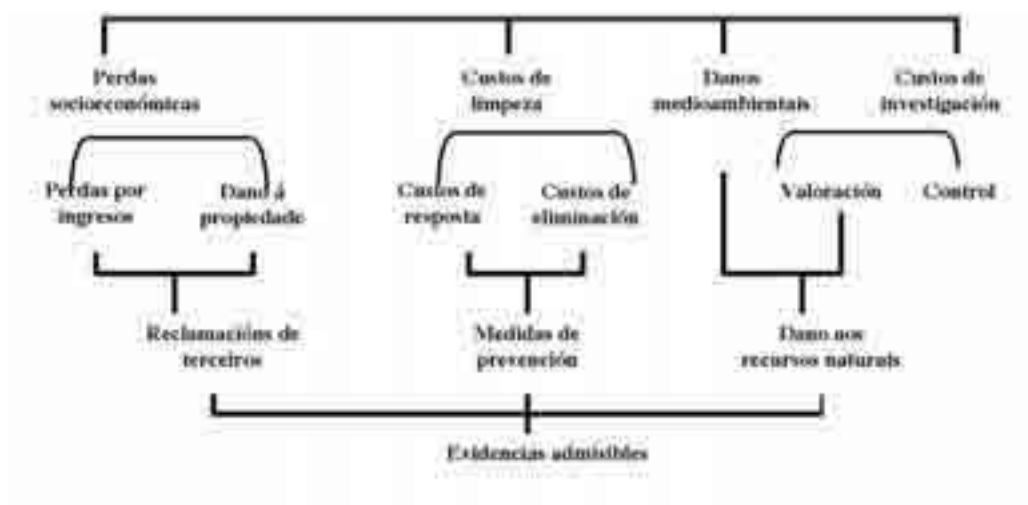 Perdas
socioeconómicas
Custos de
limpeza
Danos
medioambientais
Custos de
investigación
Perdas por
ingresos
Dano á
propiedade
Custos de
resposta
Custos de
eliminación
Valoración
Control
Reclamacións de
terceiros
Medidas de
prevención
Dano nos
recursos naturais
Evidencias admisibles